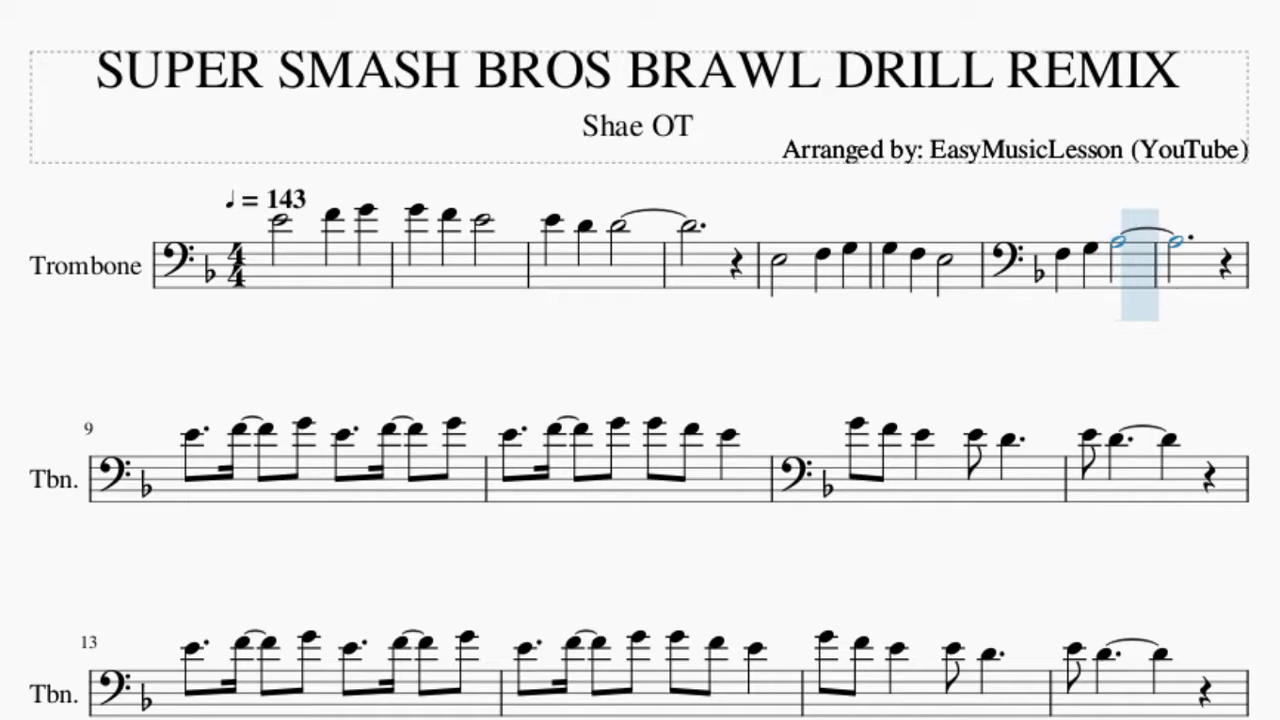 SUPER SMASH BROS BRAWL DRILL REMIX
Shae OT
Arranged by: EasyMusicLesson (YouTube)
♩ = 143
Trombone
4
4
9
Tbn.
13
Tbn.